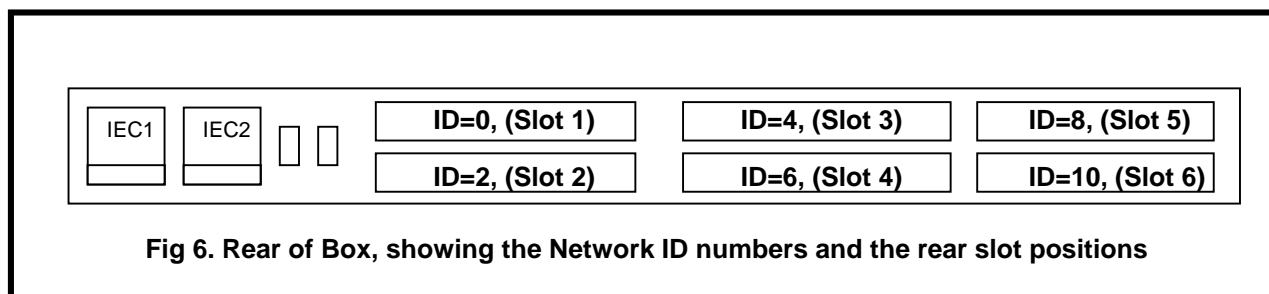 IEC1 IEC2
ID=0, (Slot 1) ID=4, (Slot 3) ID=8, (Slot 5)
ID=2, (Slot 2) ID=6, (Slot 4) ID=10, (Slot 6)
Fig 6. Rear of Box, showing the Network ID numbers and the rear slot positions